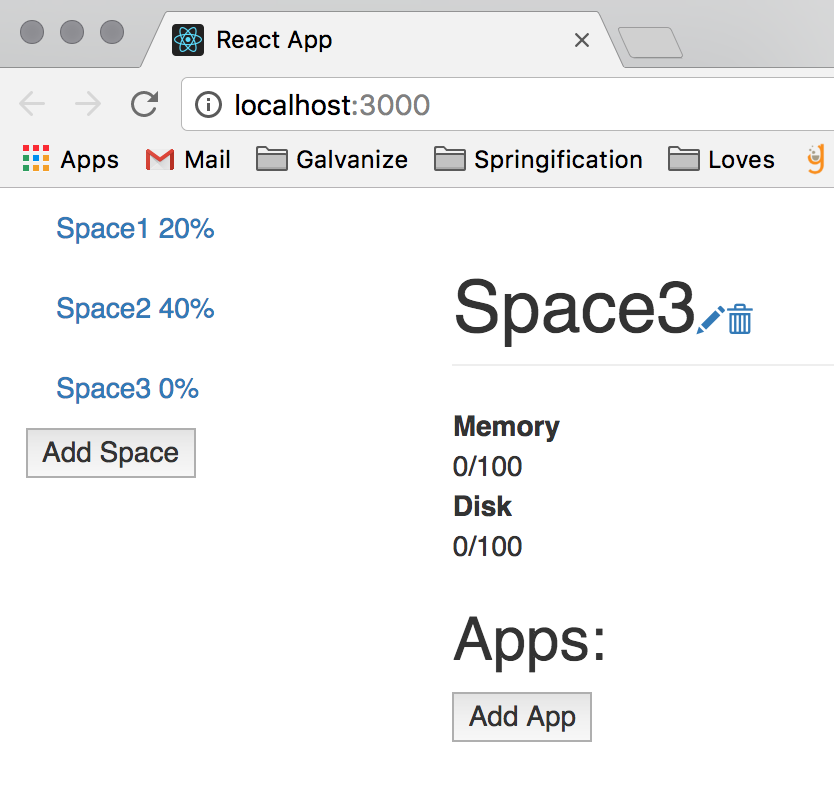 React App
localhost:3000
Apps Mail Galvanize Springification Loves
Space1 20%
Space2 40%
Space3 0%
Add Space
Space3
Memory
0/100
Disk
0/100
Apps:
Add App